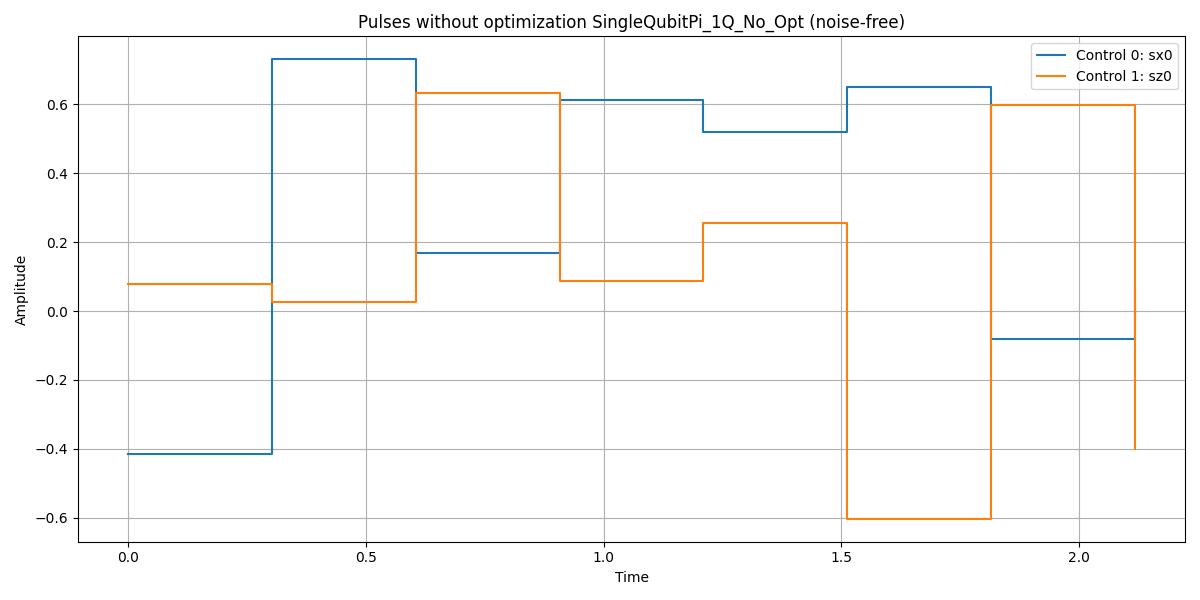 Pulses without optimization SingleQubitPi_1Q_No_Opt (noise-free)
Control 0: sx0
Control 1: sz0
Amplitude
0.6
0.4
0.2
0.0
−0.2
−0.4
−0.6
0.0 0.5 1.0 1.5 2.0
Time